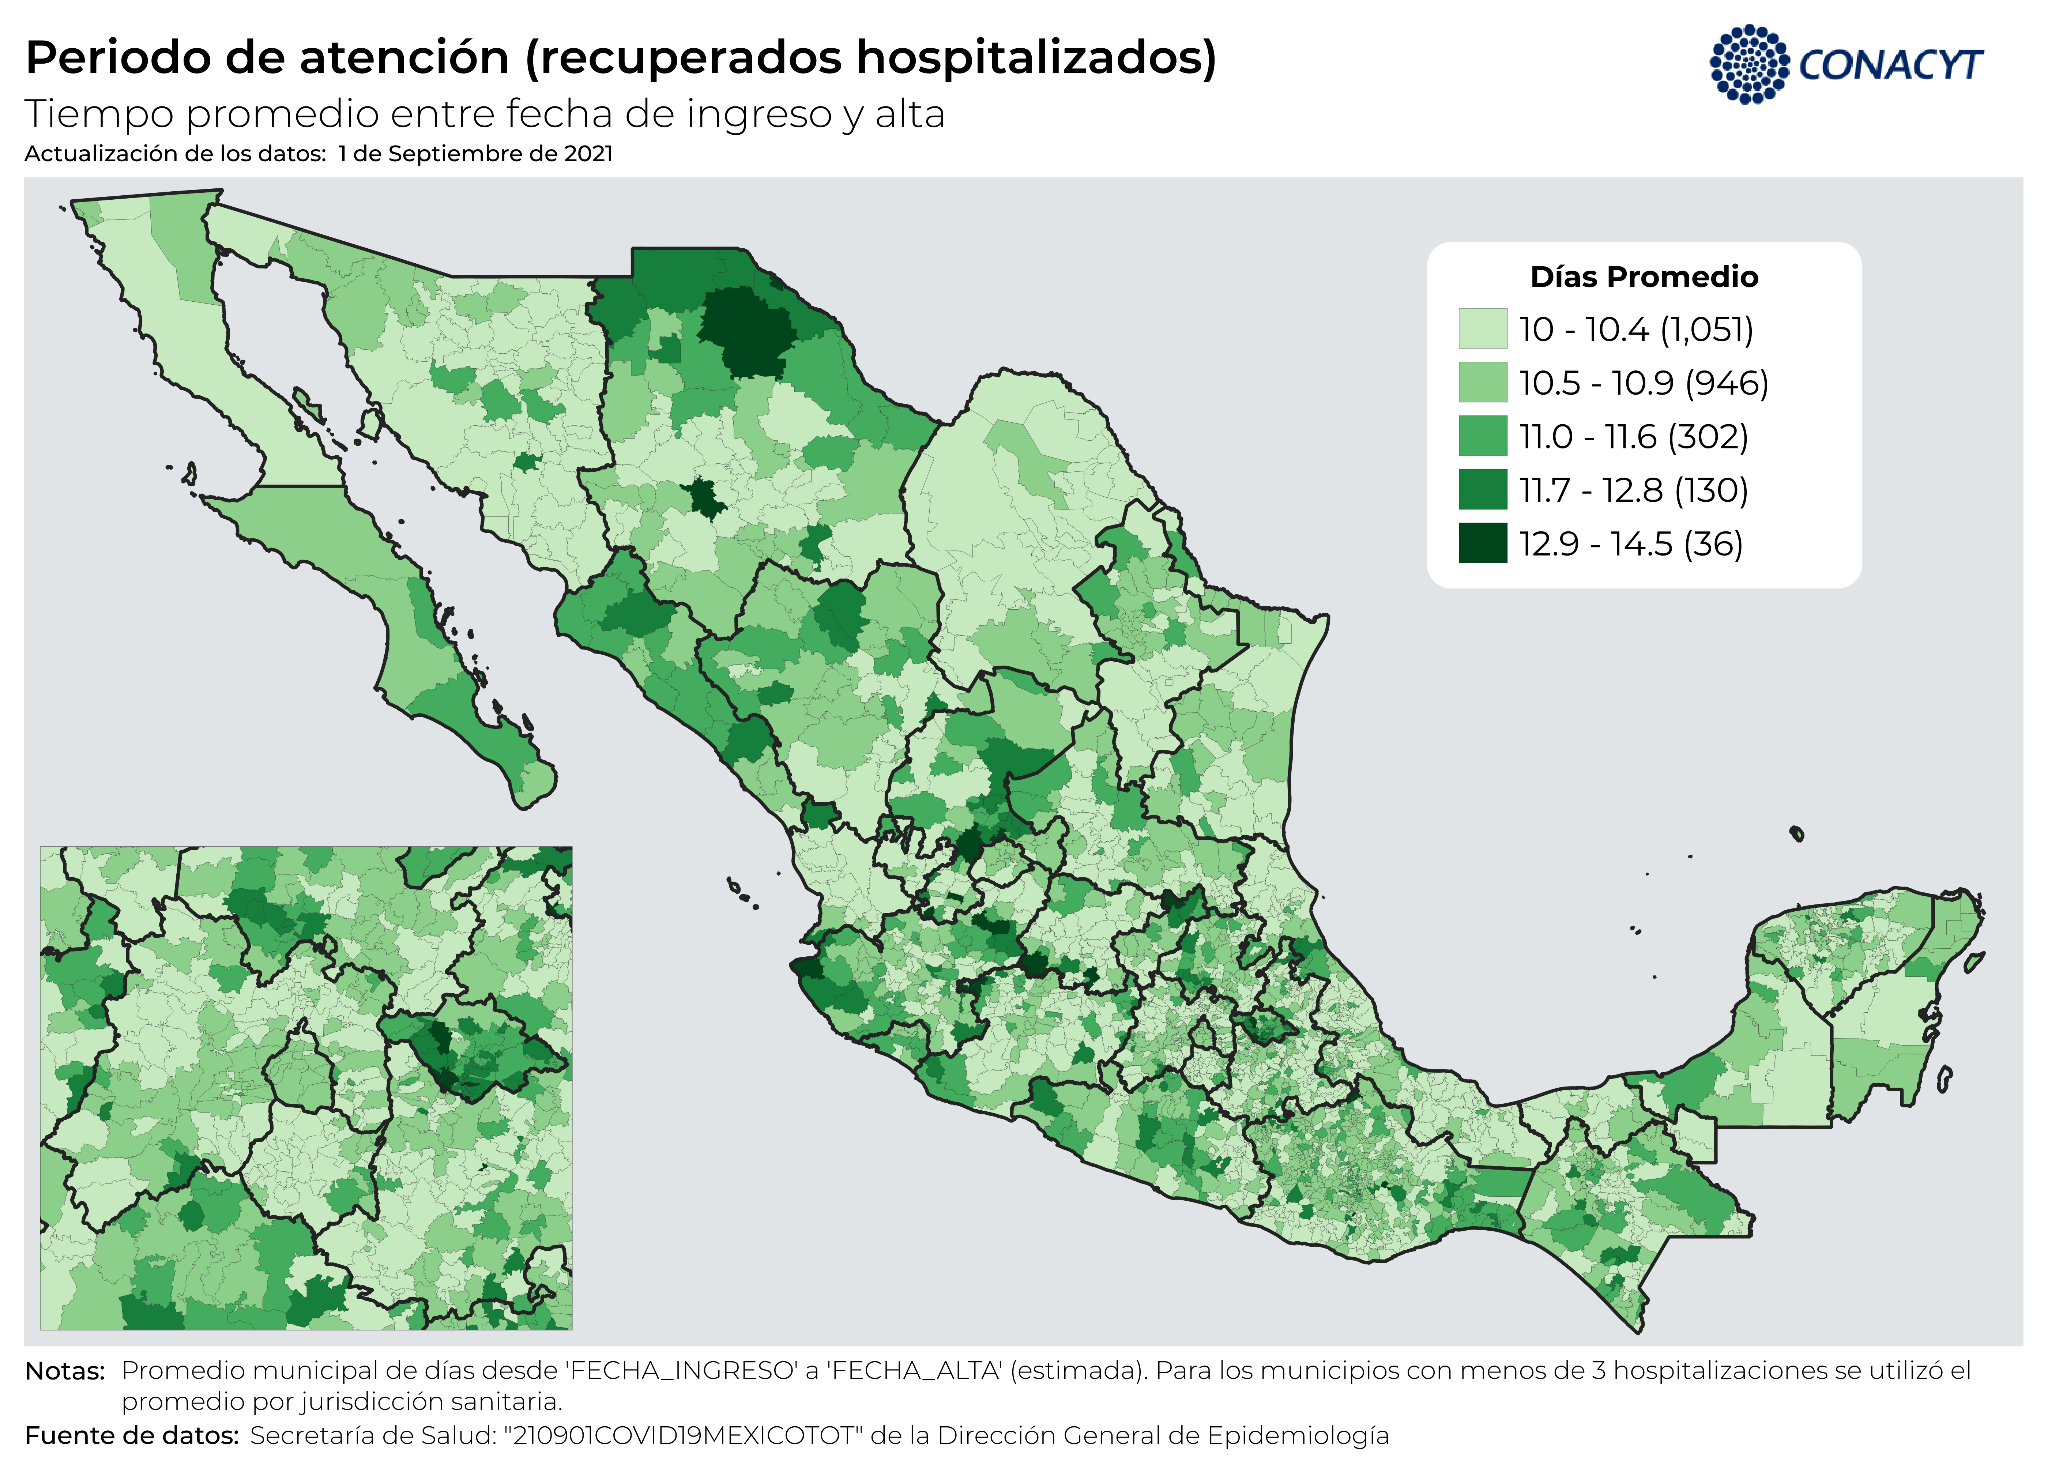 Periodo de atención (recuperados hospitalizados)
CONACYT
Tiempo promedio entre fecha de ingreso y alta
Actualización de los datos: 1 de Septiembre de 2021
Días Promedio
10 - 10.4 (1,051)
10.5 - 10.9 (946)
11.0 - 11.6 (302)
11.7 - 12.8 (130)
12.9 - 14.5 (36)
Notas: Promedio municipal de días desde 'FECHA_INGRESO' a 'FECHA_ALTA' (estimada). Para los municipios con menos de 3 hospitalizaciones se utilizó el
promedio por jurisdicción sanitaria.
Fuente de datos: Secretaría de Salud: "210901COVID19MEXICOTOT" de la Dirección General de Epidemiología